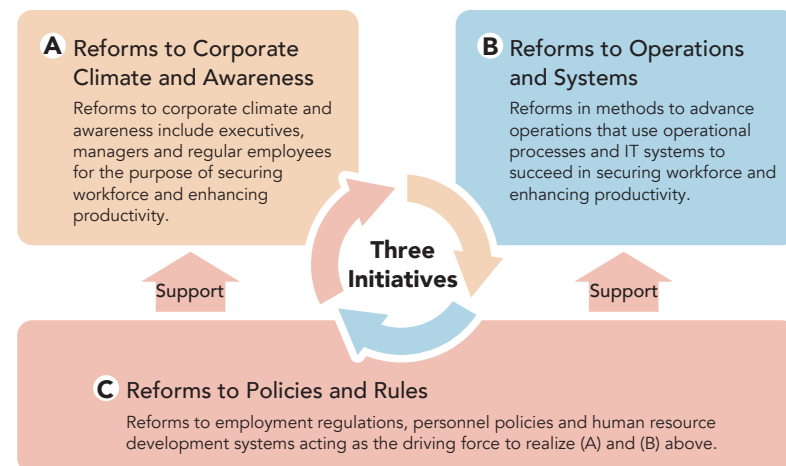 A Reforms to Corporate
Climate and Awareness
Reforms to corporate climate and
awareness include executives,
managers and regular employees
for the purpose of securing
workforce and enhancing
productivity.
B Reforms to Operations
and Systems
Reforms in methods to advance
operations that use operational
processes and IT systems to
succeed in securing workforce and
enhancing productivity.
Three
Initiatives
Support
Support
C Reforms to Policies and Rules
Reforms to employment regulations, personnel policies and human resource
development systems acting as the driving force to realize (A) and (B) above.